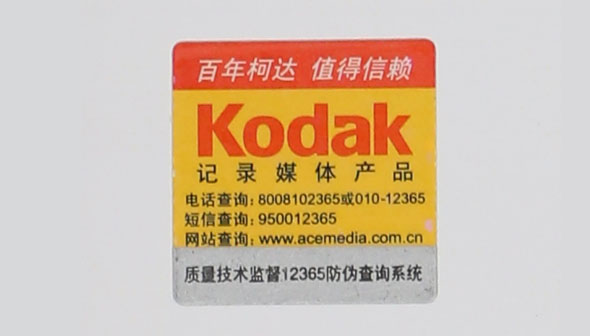 百年柯达 值得信赖
Kodak
记录媒体产品
电话查询：8008102365或010-12365
短信查询：950012365
网站查询：www.acemedia.com.cn
质量技术监督12365防伪查询系统